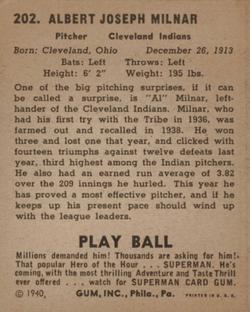 202. ALBERT JOSEPH MILNAR
Pitcher Cleveland Indians
Born: Cleveland, Ohio December 26, 1913
Bats: Left Throws: Left
Height: 6' 2" Weight: 195 lbs.
One of the big pitching surprises, if it
can be called a surprise, is "Al" Milnar, left-
hander of the Cleveland Indians. Milnar, who
had his first try with the Tribe in 1936, was
farmed out and recalled in 1938. He won
three and lost one that year, and clicked with
fourteen triumphs against twelve defeats last
year, third highest among the Indian pitchers.
He also had an earned run average of 3.82
over the 209 innings he hurled. This year he
has proved a most effective pitcher, and if he
keeps up his present pace should wind up
with the league leaders.
PLAY BALL
Millions demanded him! Thousands are asking for him!
That popular Hero of the Hour . . . SUPERMAN. He's
coming, with the most thrilling Adventure and Taste Thrill
ever offered . . . watch for SUPERMAN CARD GUM.
© 1940, GUM, INC., Phila., Pa. PRINTED IN U.S.A.